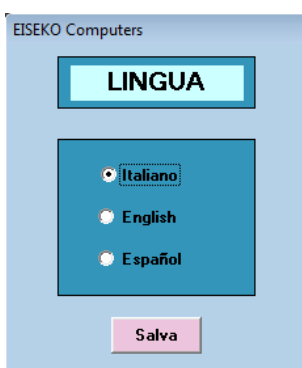 EISEKO Computers
LINGUA
Italiano
English
Español
Salva